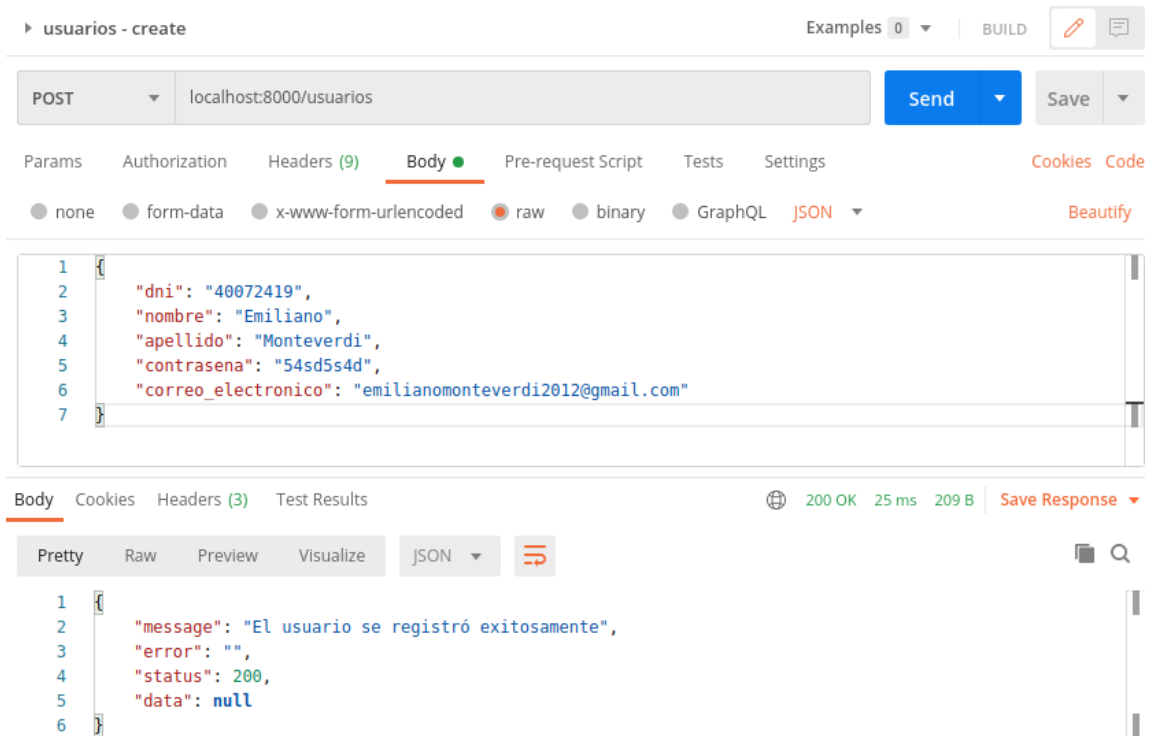 usuarios - create Examples 0 BUILD
POST localhost:8000/usuarios Send Save
Params Authorization Headers (9) Body Pre-request Script Tests Settings Cookies Code
none form-data x-www-form-urlencoded raw binary GraphQL JSON Beautify
1 {
2 "dni": "40072419",
3 "nombre": "Emiliano",
4 "apellido": "Monteverdi",
5 "contrasena": "54sd5s4d",
6 "correo_electronico": "emilianomonteverdi2012@gmail.com"
7 }
Body Cookies Headers (3) Test Results 200 OK 25 ms 209 B Save Response
Pretty Raw Preview Visualize JSON
1 {
2 "message": "El usuario se registró exitosamente",
3 "error": "",
4 "status": 200,
5 "data": null
6 }